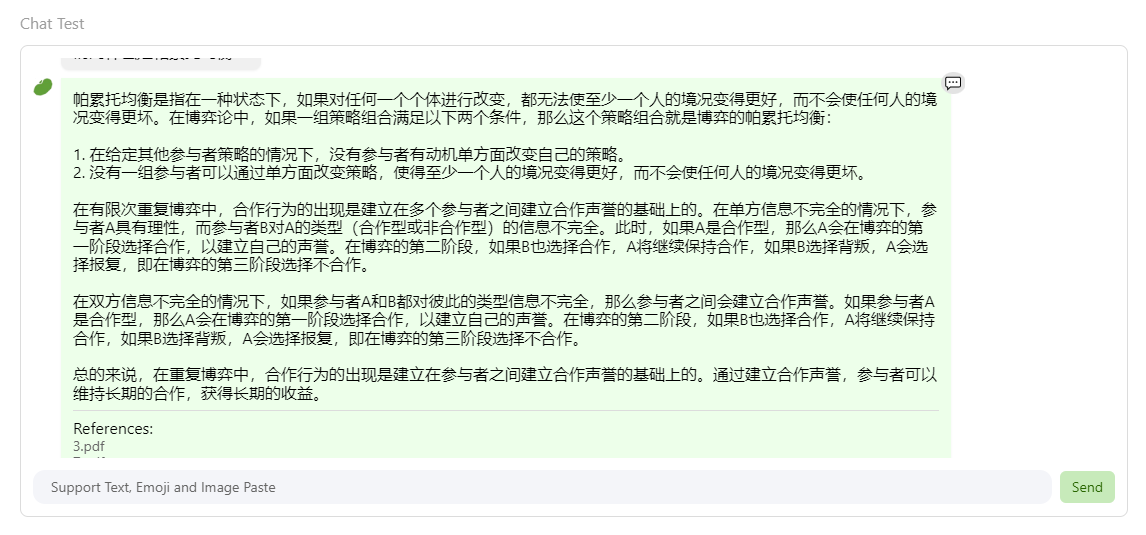 Chat Test
帕累托均衡是指在一种状态下，如果对任何一个个体进行改变，都无法使至少一个人的境况变得更好，而不会使任何人的境
况变得更坏。在博弈论中，如果一组策略组合满足以下两个条件，那么这个策略组合就是博弈的帕累托均衡：
1. 在给定其他参与者策略的情况下，没有参与者有动机单方面改变自己的策略。
2. 没有一组参与者可以通过单方面改变策略，使得至少一个人的境况变得更好，而不会使任何人的境况变得更坏。
在有限次重复博弈中，合作行为的出现是建立在多个参与者之间建立合作声誉的基础上的。在单方信息不完全的情况下，参
与者A具有理性，而参与者B对A的类型（合作型或非合作型）的信息不完全。此时，如果A是合作型，那么A会在博弈的第
一阶段选择合作，以建立自己的声誉。在博弈的第二阶段，如果B也选择合作，A将继续保持合作，如果B选择背叛，A会选
择报复，即在博弈的第三阶段选择不合作。
在双方信息不完全的情况下，如果参与者A和B都对彼此的类型信息不完全，那么参与者之间会建立合作声誉。如果参与者A
是合作型，那么A会在博弈的第一阶段选择合作，以建立自己的声誉。在博弈的第二阶段，如果B也选择合作，A将继续保持
合作，如果B选择背叛，A会选择报复，即在博弈的第三阶段选择不合作。
总的来说，在重复博弈中，合作行为的出现是建立在参与者之间建立合作声誉的基础上的。通过建立合作声誉，参与者可以
维持长期的合作，获得长期的收益。
References:
3.pdf
Support Text, Emoji and Image Paste
Send